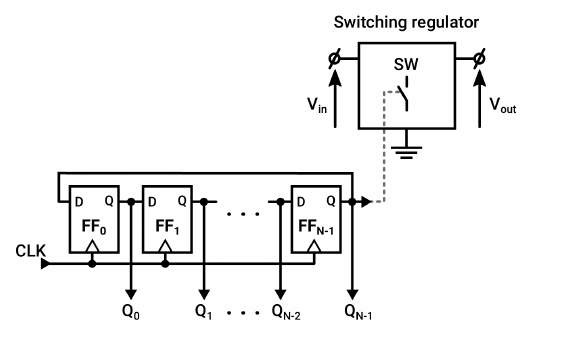 Switching regulator
SW
Vin
Vout
D Q D Q D Q
FF0 FF1 . . . FFN-1
CLK
Q0 Q1 . . . QN-2 QN-1